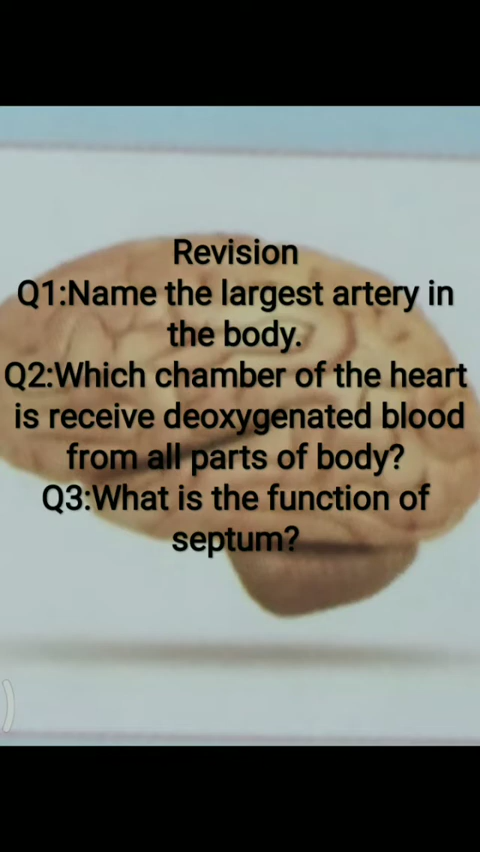 Revision
Q1:Name the largest artery in
the body.
Q2:Which chamber of the heart
is receive deoxygenated blood
from all parts of body?
Q3:What is the function of
septum?